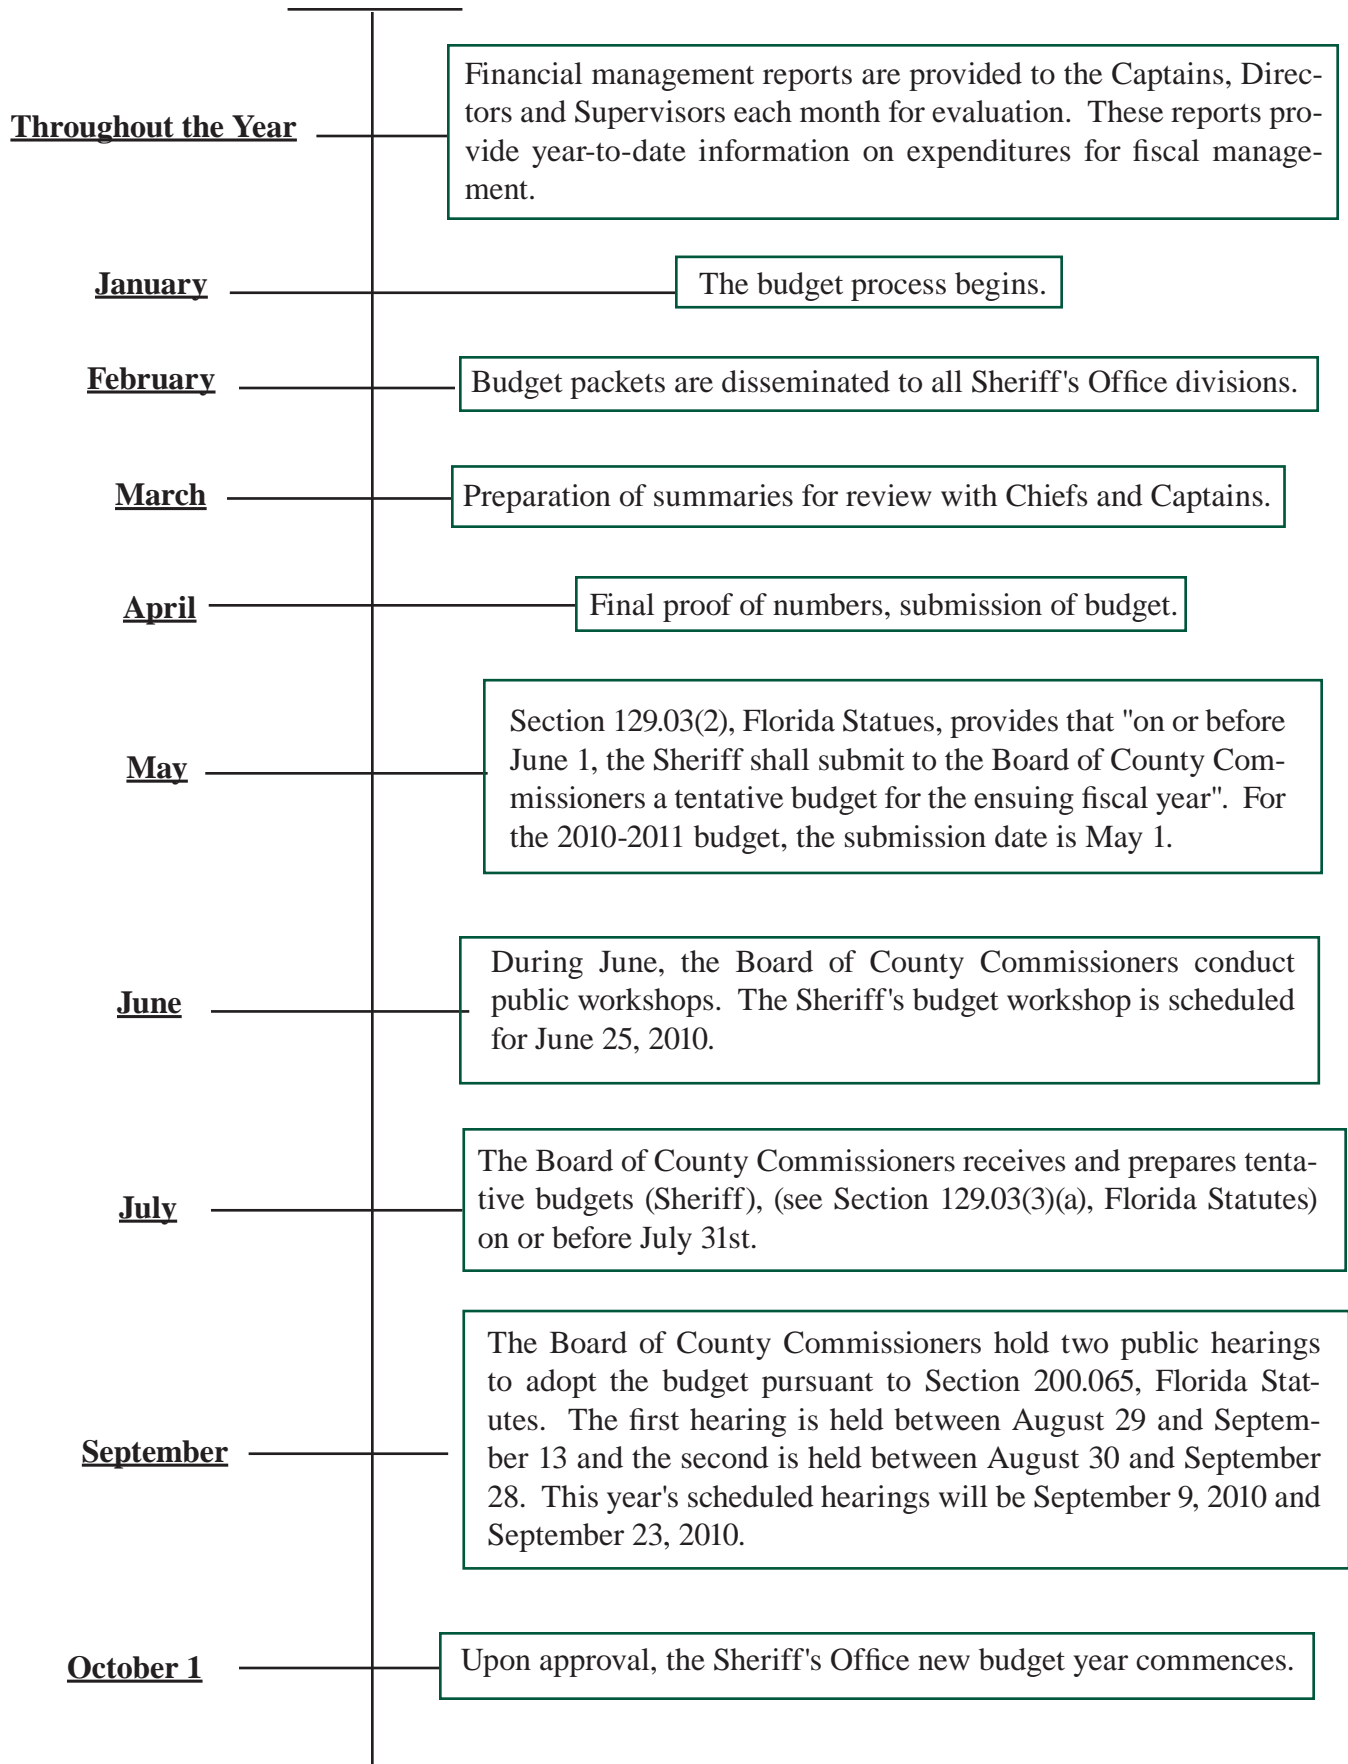 Throughout the Year
Financial management reports are provided to the Captains, Direc-
tors and Supervisors each month for evaluation. These reports pro-
vide year-to-date information on expenditures for fiscal manage-
ment.
January
The budget process begins.
February
Budget packets are disseminated to all Sheriff's Office divisions.
March
Preparation of summaries for review with Chiefs and Captains.
April
Final proof of numbers, submission of budget.
May
Section 129.03(2), Florida Statues, provides that "on or before
June 1, the Sheriff shall submit to the Board of County Com-
missioners a tentative budget for the ensuing fiscal year". For
the 2010-2011 budget, the submission date is May 1.
June
During June, the Board of County Commissioners conduct
public workshops. The Sheriff's budget workshop is scheduled
for June 25, 2010.
July
The Board of County Commissioners receives and prepares tenta-
tive budgets (Sheriff), (see Section 129.03(3)(a), Florida Statutes)
on or before July 31st.
September
The Board of County Commissioners hold two public hearings
to adopt the budget pursuant to Section 200.065, Florida Stat-
utes. The first hearing is held between August 29 and Septem-
ber 13 and the second is held between August 30 and September
28. This year's scheduled hearings will be September 9, 2010 and
September 23, 2010.
October 1
Upon approval, the Sheriff's Office new budget year commences.